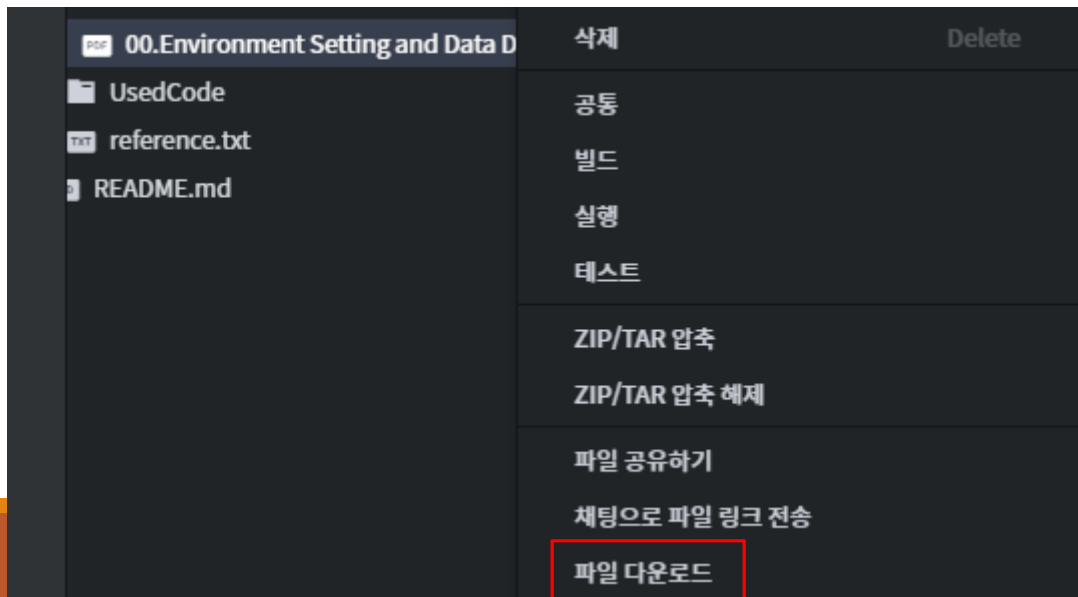 PDF 00.Environment Setting and Data D
UsedCode
TXT reference.txt
README.md
삭제 Delete
공통
빌드
실행
테스트
ZIP/TAR 압축
ZIP/TAR 압축 해제
파일 공유하기
채팅으로 파일 링크 전송
파일 다운로드